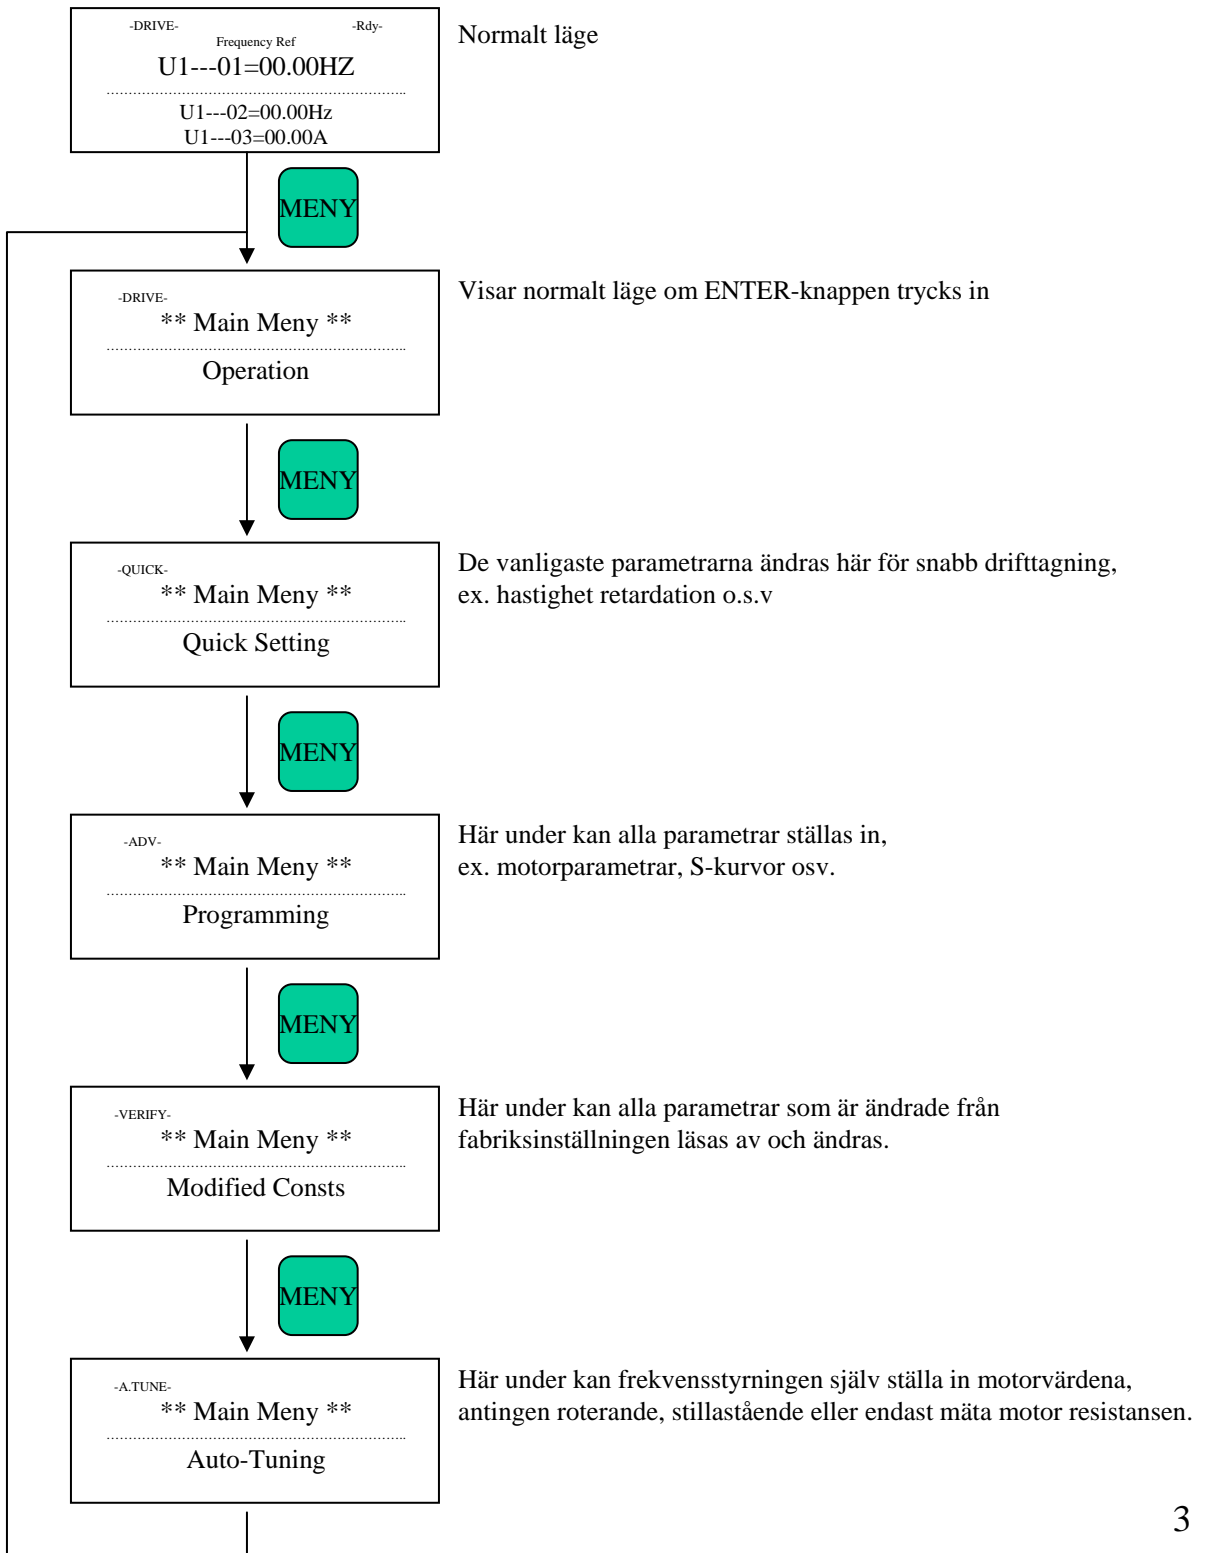 -DRIVE- -Rdy-
Frequency Ref
U1---01=00.00HZ
U1---02=00.00Hz
U1---03=00.00A
Normalt läge
MENY
-DRIVE-
** Main Meny **
Operation
Visar normalt läge om ENTER-knappen trycks in
MENY
-QUICK-
** Main Meny **
Quick Setting
De vanligaste parametrarna ändras här för snabb drifttagning,
ex. hastighet retardation o.s.v
MENY
-ADV-
** Main Meny **
Programming
Här under kan alla parametrar ställas in,
ex. motorparametrar, S-kurvor osv.
MENY
-VERIFY-
** Main Meny **
Modified Consts
Här under kan alla parametrar som är ändrade från
fabriksinställningen läsas av och ändras.
MENY
-A.TUNE-
** Main Meny **
Auto-Tuning
Här under kan frekvensstyrningen själv ställa in motorvärdena,
antingen roterande, stillastående eller endast mäta motor resistansen.
3